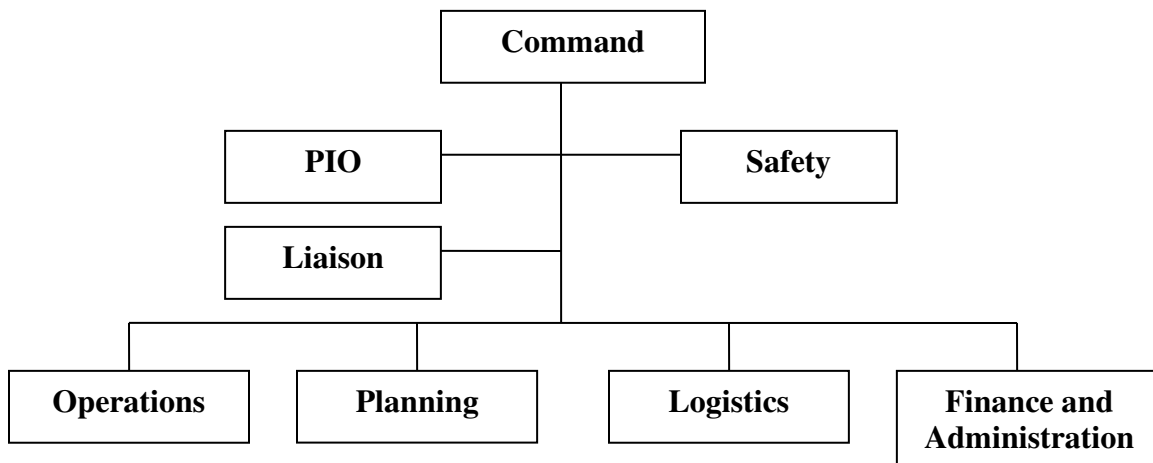 Command
PIO
Safety
Liaison
Operations
Planning
Logistics
Finance and
Administration